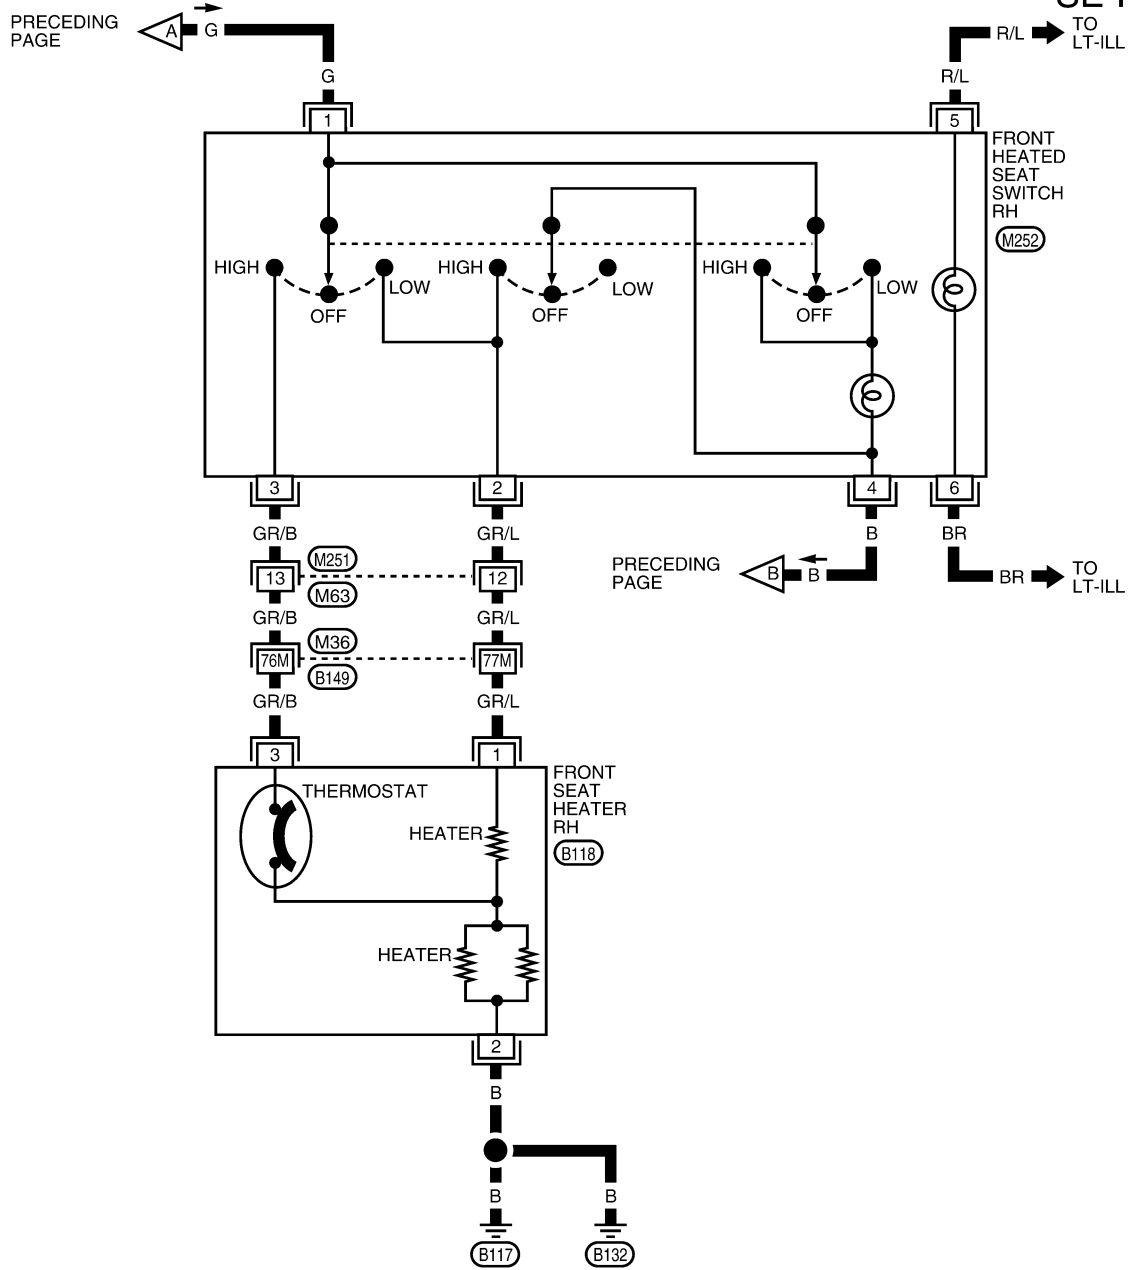 PRECEDING
PAGE
A
G
G
1
R/L
TO
LT-ILL
R/L
5
FRONT
HEATED
SEAT
SWITCH
RH
M252
HIGH
LOW
OFF
HIGH
LOW
OFF
HIGH
LOW
OFF
3
2
4
6
GR/B
GR/L
B
BR
M251
13
12
M63
PRECEDING
PAGE
B
B
BR
TO
LT-ILL
GR/B
GR/L
M36
76M
77M
B149
GR/B
GR/L
3
1
THERMOSTAT
HEATER
HEATER
FRONT
SEAT
HEATER
RH
B118
2
B
B
B
B117
B132